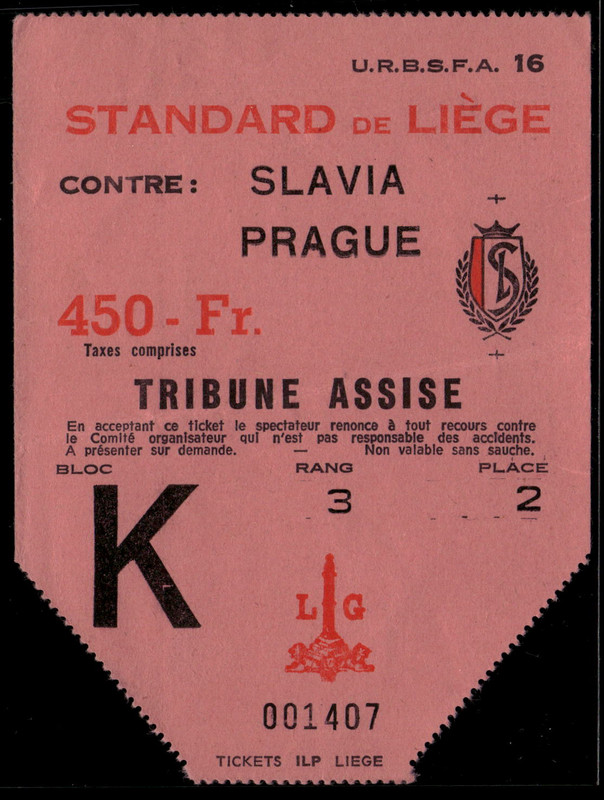 U.R.B.S.F.A. 16
STANDARD DE LIÈGE
CONTRE: SLAVIA
PRAGUE
450 - Fr.
Taxes comprises
TRIBUNE ASSISE
En acceptant ce ticket le spectateur renonce à tout recours contre
le Comité organisateur qui n'est pas responsable des accidents.
A présenter sur demande. — Non valable sans sauche.
BLOC RANG PLACE
K 3 2
L G
001407
TICKETS ILP LIEGE